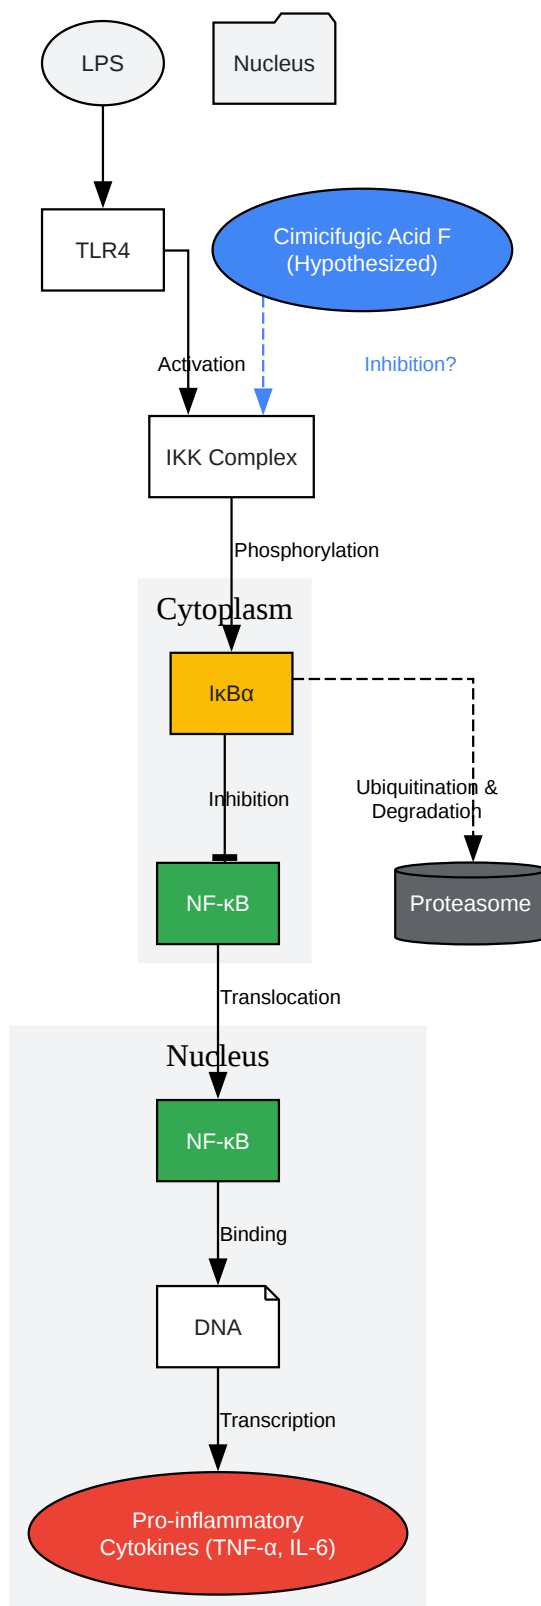 LPS
Nucleus
TLR4
Cimicifugic Acid F
(Hypothesized)
Activation
Inhibition?
IKK Complex
Phosphorylation
Cytoplasm
IκBα
Inhibition
Ubiquitination &
Degradation
NF-κB
Proteasome
Translocation
Nucleus
NF-κB
Binding
DNA
Transcription
Pro-inflammatory
Cytokines (TNF-α, IL-6)